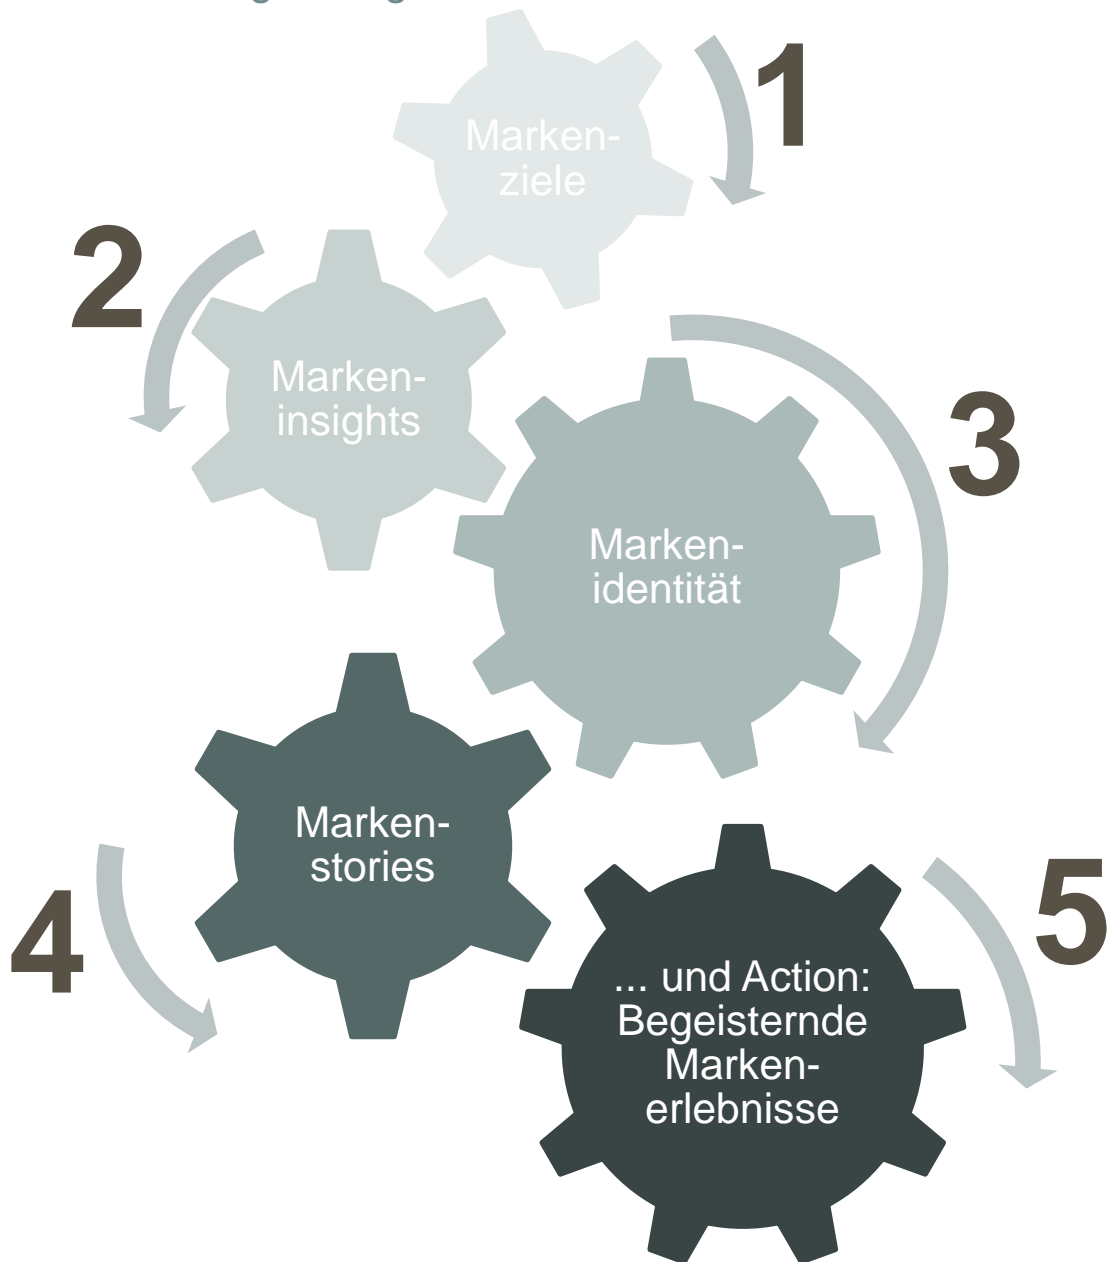 1
Marken-
ziele
2
Marken-
insights
3
Marken-
identität
4
Marken-
stories
5
... und Action:
Begeisternde
Marken-
erlebnisse